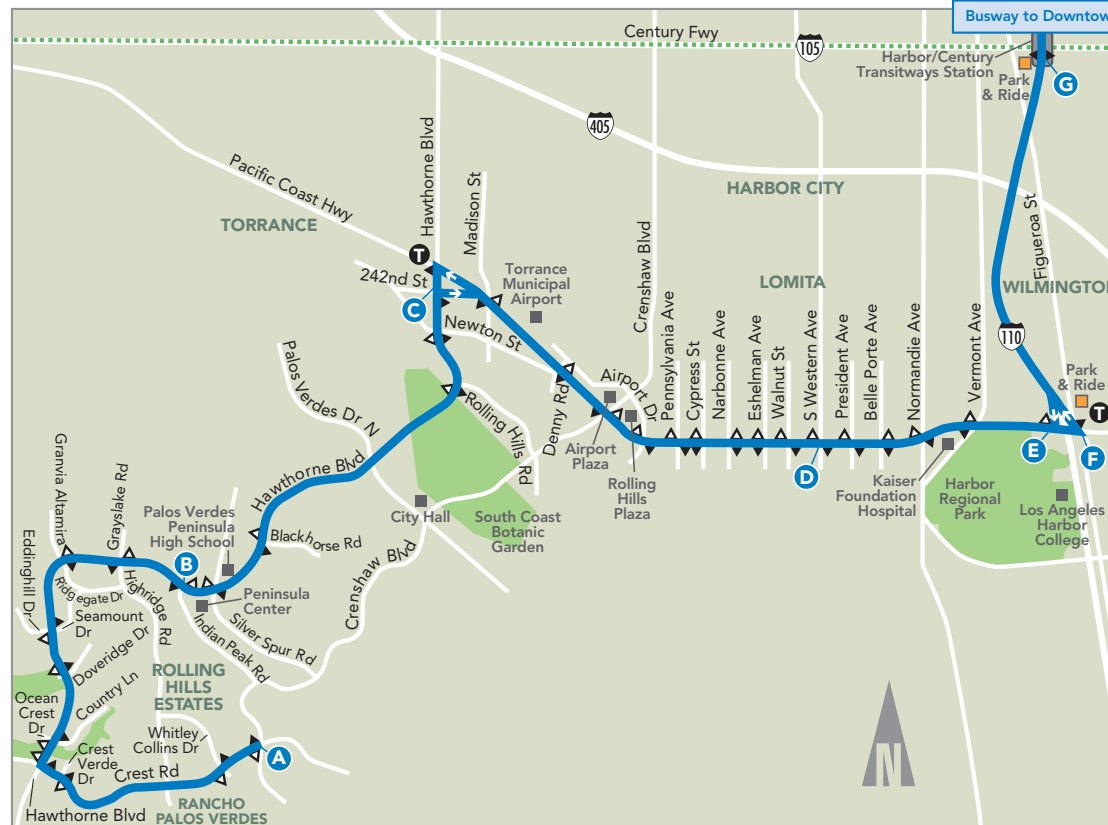 Busway to Downtow
Century Fwy
105
Harbor/Century
Transitways Station
Park
& Ride
G
405
Pacific Coast Hwy
Hawthorne Blvd
Madison St
TORRANCE
HARBOR CITY
Crenshaw Blvd
Figueroa St
T
242nd St
C
Torrance
Municipal
Airport
LOMITA
WILMINGTON
110
Newton St
Palos
Verdes Dr N
Rolling
Hills Rd
Denny Rd
Airport Dr
Pennsylvania Ave
Cypress St
Narbonne Ave
Eshelman Ave
Walnut St
S Western Ave
President Ave
Belle Porte Ave
Normandie Ave
Vermont Ave
Park
& Ride
T
E
F
D
Airport
Plaza
Rolling
Hills
Plaza
Kaiser
Foundation
Hospital
Harbor
Regional
Park
Los Angeles
Harbor
College
Granvia Altamira
Grayslake Rd
Hawthorne Blvd
City Hall
South Coast
Botanic
Garden
Palos Verdes
Peninsula
High School
Blackhorse Rd
B
Eddinghill Dr
Ridgegate Dr
Highridge Rd
Peninsula
Center
Crenshaw Blvd
Seamount
Dr
Indian Peak Rd
Silver Spur Rd
Doveridge Dr
ROLLING
HILLS
ESTATES
Ocean
Crest
Dr
Country Ln
Whitley
Collins Dr
A
Crest
Verde
Dr
Crest Rd
N
Hawthorne Blvd
RANCHO
PALOS VERDES